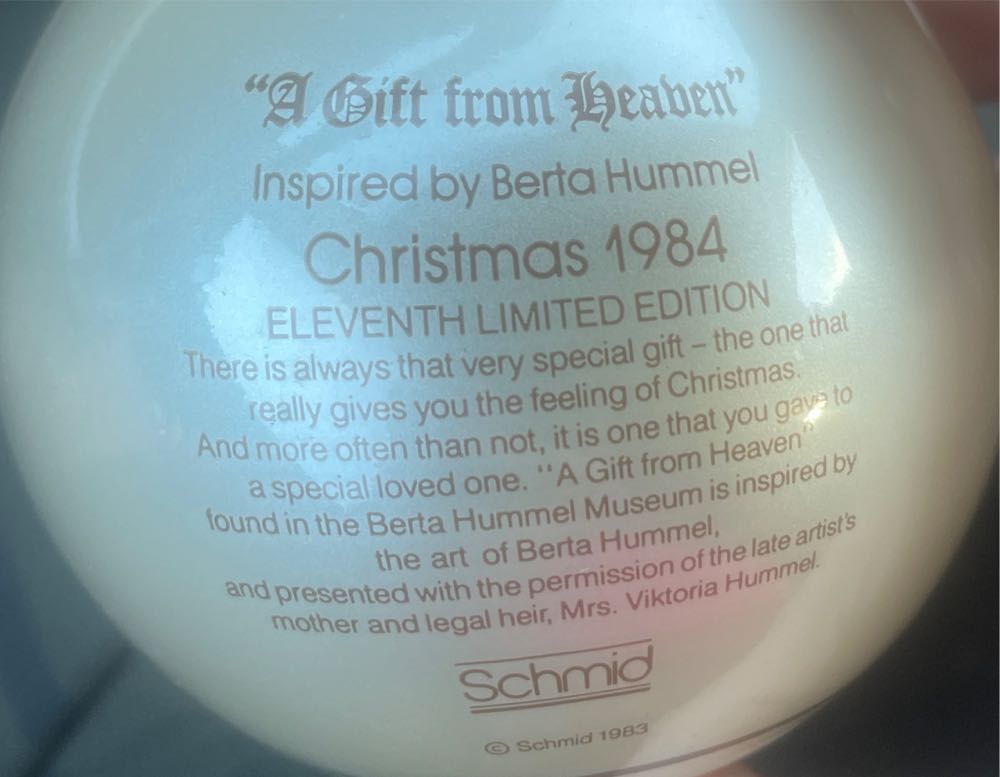 “A Gift from Heaven”
Inspired by Berta Hummel
Christmas 1984
ELEVENTH LIMITED EDITION
There is always that very special gift – the one that
really gives you the feeling of Christmas.
And more often than not, it is one that you gave to
a special loved one. “A Gift from Heaven”
found in the Berta Hummel Museum is inspired by
the art of Berta Hummel,
and presented with the permission of the late artist's
mother and legal heir, Mrs. Viktoria Hummel.
Schmid
© Schmid 1983